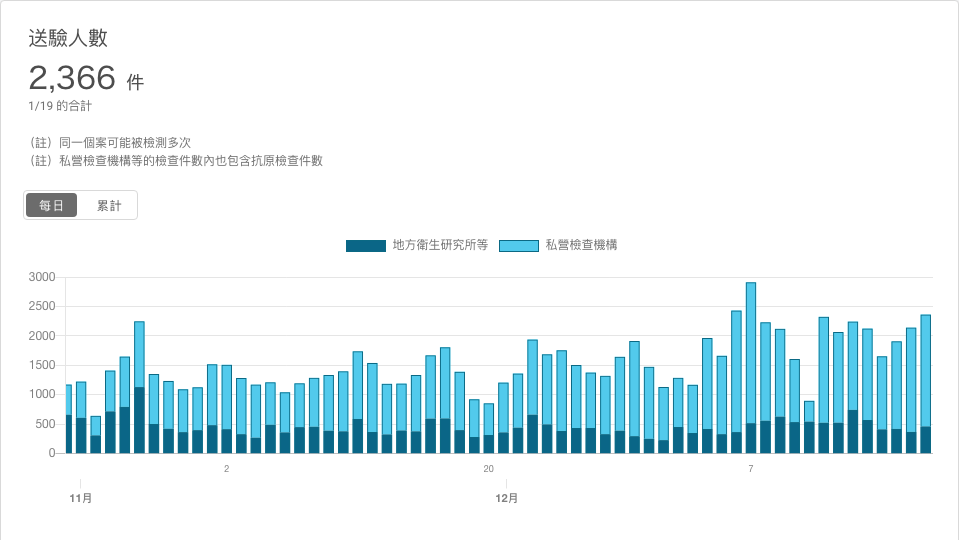 送驗人數
2,366 件
1/19 的合計
（註）同一個案可能被檢測多次
（註）私營檢查機構等的檢查件數內也包含抗原檢查件數
每日 累計
地方衛生研究所等 私營檢查機構
3000
2500
2000
1500
1000
500
0
2 20 7
11月 12月